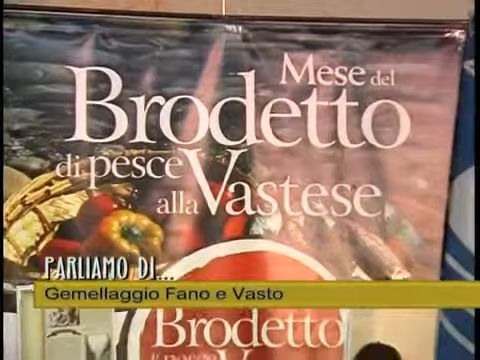 Mese del
Brodetto
di pesce
alla Vastese
PARLIAMO DI....
Gemellaggio Fano e Vasto
Brodetto